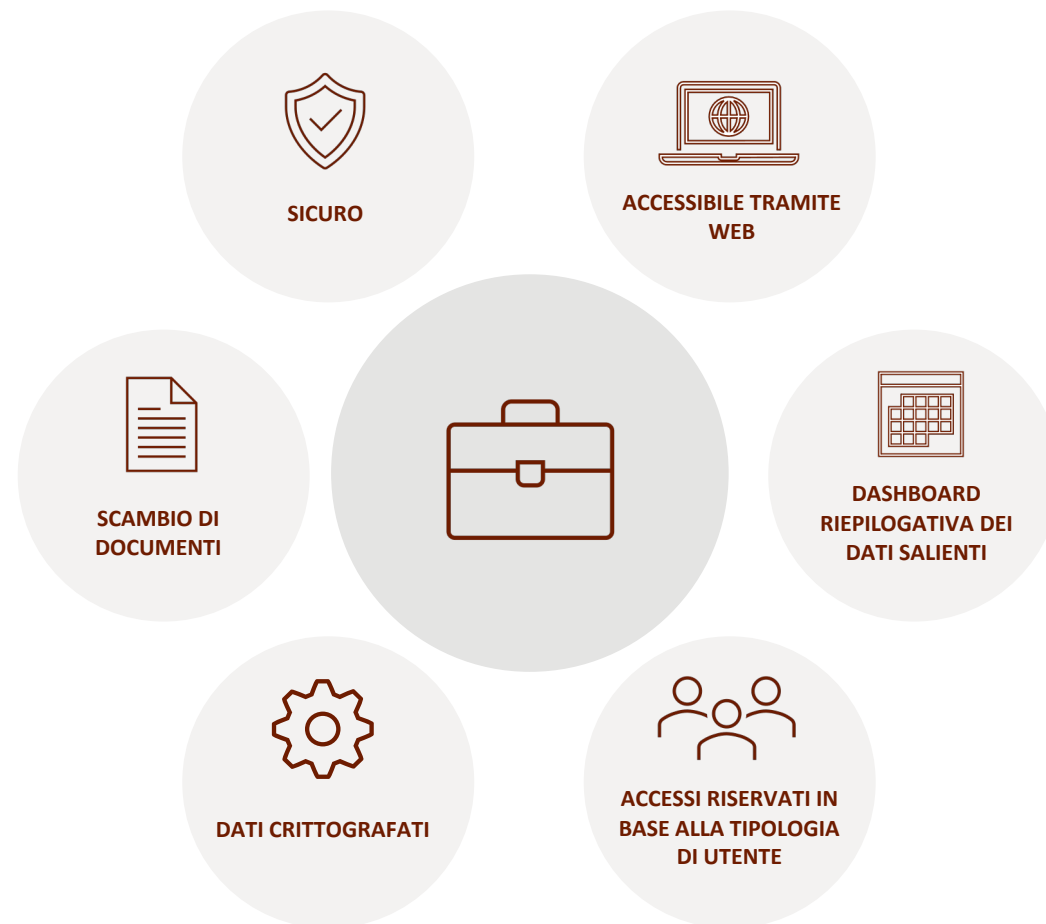 SICURO
ACCESSIBILE TRAMITE
WEB
SCAMBIO DI
DOCUMENTI
DASHBOARD
RIEPILOGATIVA DEI
DATI SALIENTI
DATI CRITTOGRAFATI
ACCESSI RISERVATI IN
BASE ALLA TIPOLOGIA
DI UTENTE